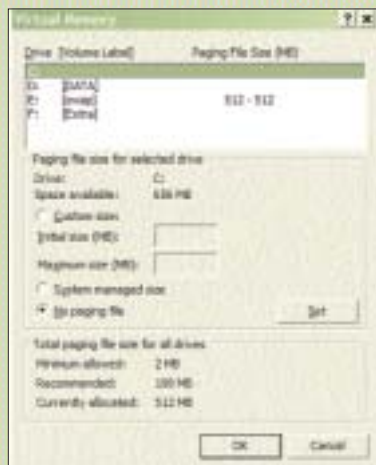 Virtual Memory
Drive [Volume Label] Paging File Size (MB)
C:
D: [DATA]
E: [swap] 512 - 512
F: [Extra]
Paging file size for selected drive
Drive: C:
Space available: MB
Custom size:
Initial size (MB):
Maximum size (MB):
System managed size
No paging file
Set
Total paging file size for all drives
Minimum allowed: 2 MB
Recommended: MB
Currently allocated: 512 MB
OK Cancel